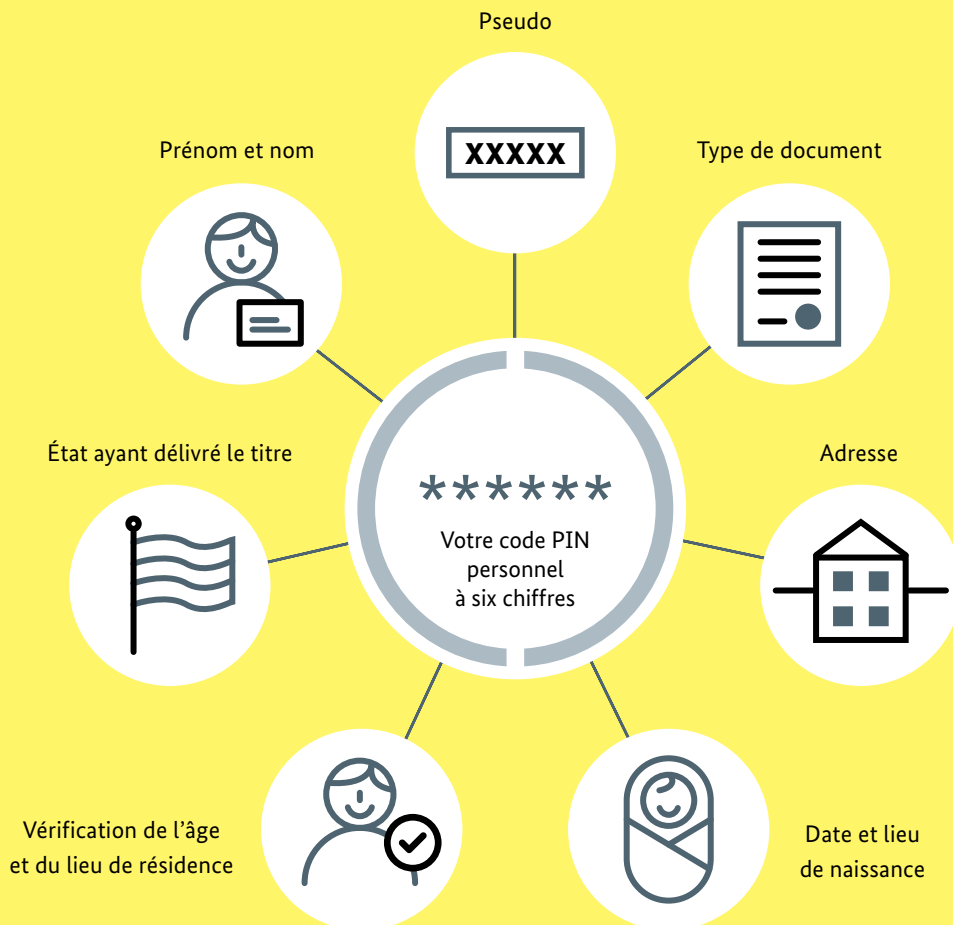 Pseudo
XXXXX
Prénom et nom
Type de document
État ayant délivré le titre
Adresse
******
Votre code PIN
personnel
à six chiffres
Vérification de l’âge
et du lieu de résidence
Date et lieu
de naissance